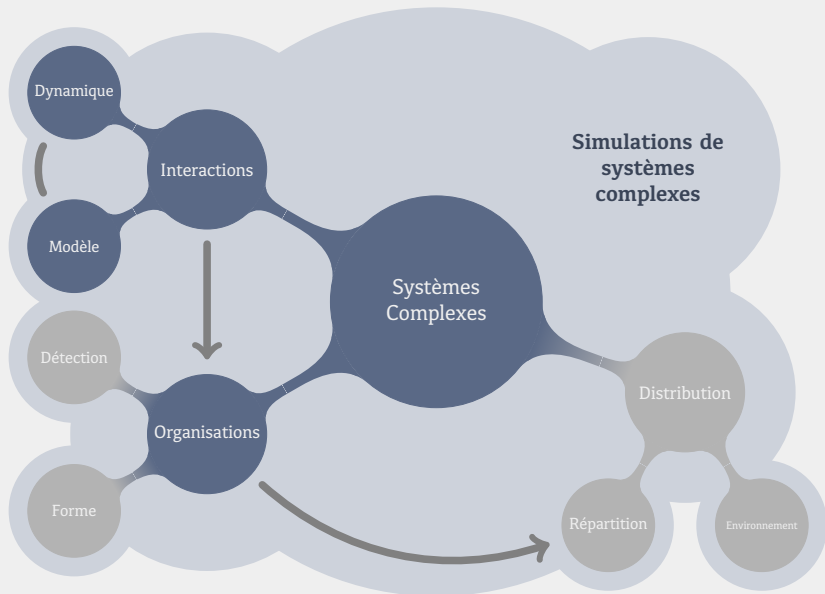 Dynamique
Interactions
Simulations de
systèmes
complexes
Modèle
Systèmes
Complexes
Détection
Distribution
Organisations
Forme
Répartition
Environnement